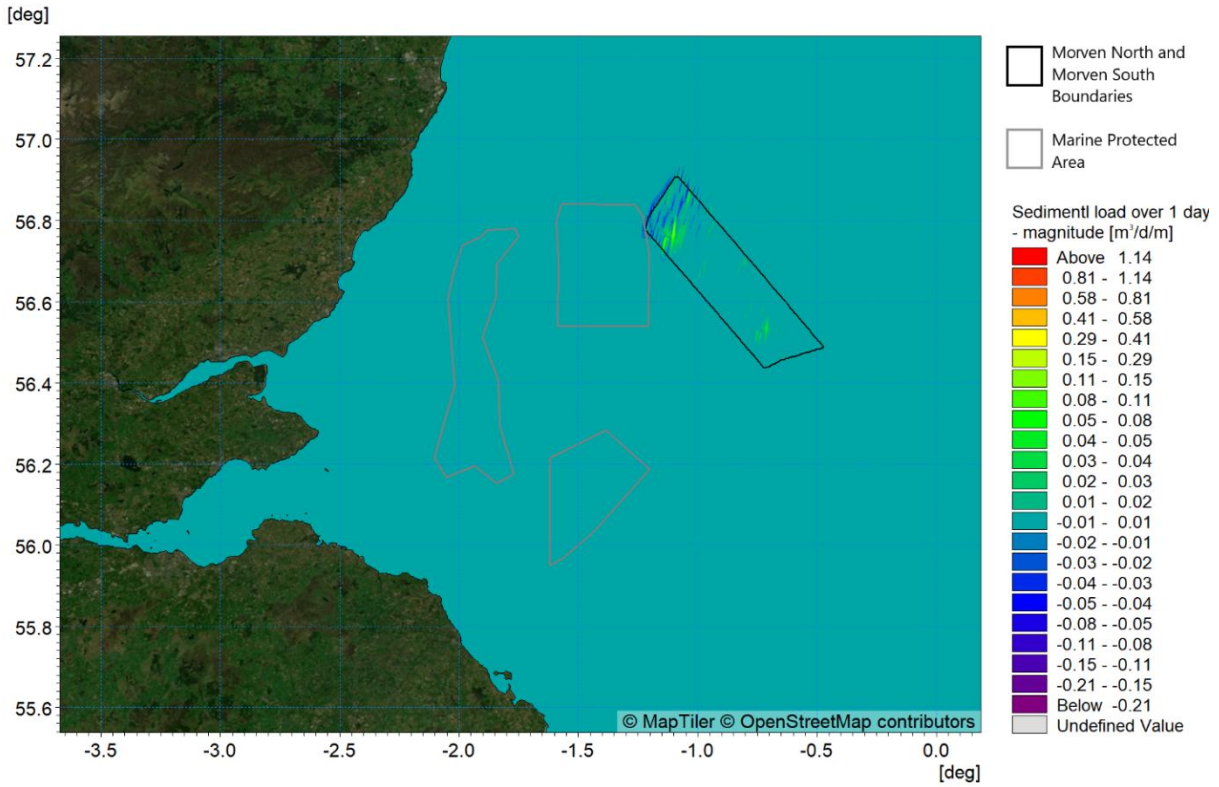 [deg]
57.2
57.0
56.8
56.6
56.4
56.2
56.0
55.8
55.6
-3.5
-3.0
-2.5
-2.0
-1.5
-1.0
-0.5
0.0
[deg]
© MapTiler © OpenStreetMap contributors
Morven North and
Morven South
Boundaries
Marine Protected
Area
Sedimentl load over 1 day
- magnitude [m³/d/m]
Above 1.14
0.81 - 1.14
0.58 - 0.81
0.41 - 0.58
0.29 - 0.41
0.15 - 0.29
0.11 - 0.15
0.08 - 0.11
0.05 - 0.08
0.04 - 0.05
0.03 - 0.04
0.02 - 0.03
0.01 - 0.02
-0.01 - 0.01
-0.02 - -0.01
-0.03 - -0.02
-0.04 - -0.03
-0.05 - -0.04
-0.08 - -0.05
-0.11 - -0.08
-0.15 - -0.11
-0.21 - -0.15
Below -0.21
Undefined Value